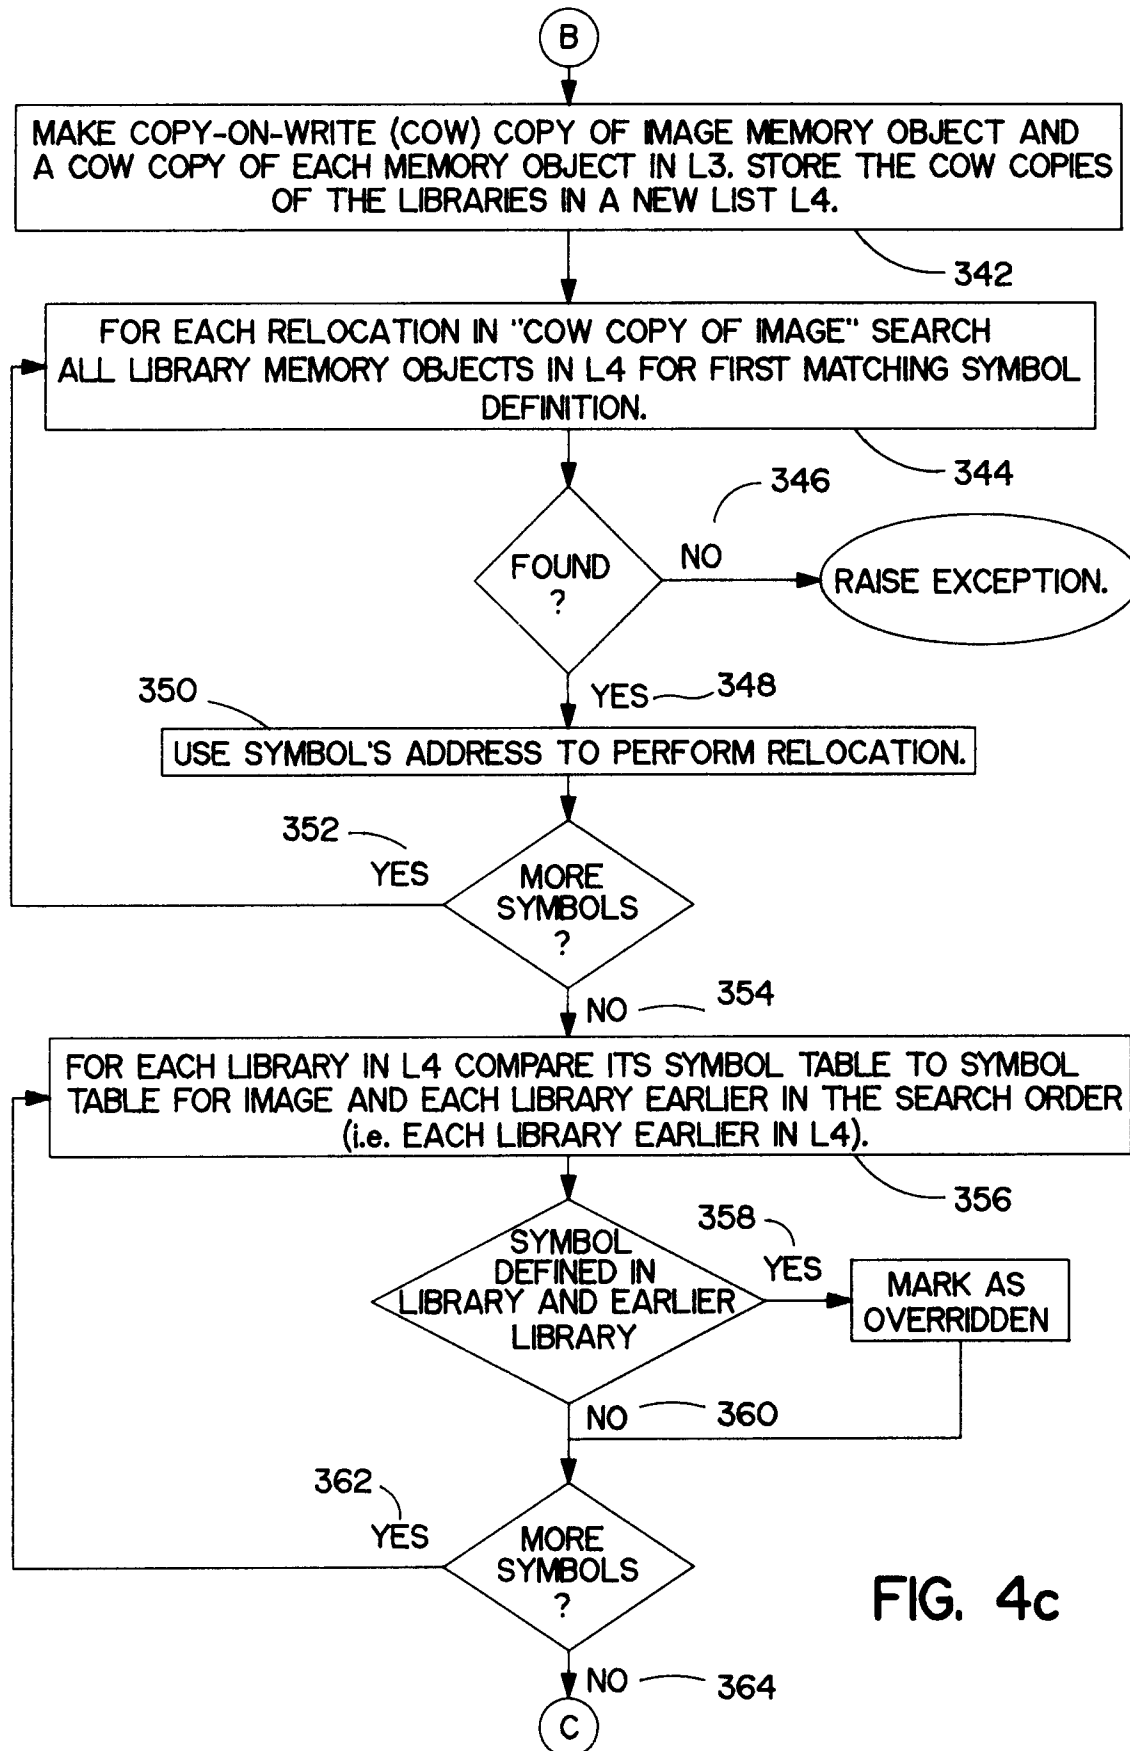 B
MAKE COPY-ON-WRITE (COW) COPY OF IMAGE MEMORY OBJECT AND
A COW COPY OF EACH MEMORY OBJECT IN L3. STORE THE COW COPIES
OF THE LIBRARIES IN A NEW LIST L4.
342
FOR EACH RELOCATION IN "COW COPY OF IMAGE" SEARCH
ALL LIBRARY MEMORY OBJECTS IN L4 FOR FIRST MATCHING SYMBOL
DEFINITION.
344
346
FOUND
?
NO
RAISE EXCEPTION.
YES
348
350
USE SYMBOL'S ADDRESS TO PERFORM RELOCATION.
352
YES
MORE
SYMBOLS
?
NO
354
FOR EACH LIBRARY IN L4 COMPARE ITS SYMBOL TABLE TO SYMBOL
TABLE FOR IMAGE AND EACH LIBRARY EARLIER IN THE SEARCH ORDER
(i.e. EACH LIBRARY EARLIER IN L4).
356
358
SYMBOL
DEFINED IN
LIBRARY AND EARLIER
LIBRARY
YES
MARK AS
OVERRIDDEN
NO
360
362
YES
MORE
SYMBOLS
?
FIG. 4c
NO
364
C